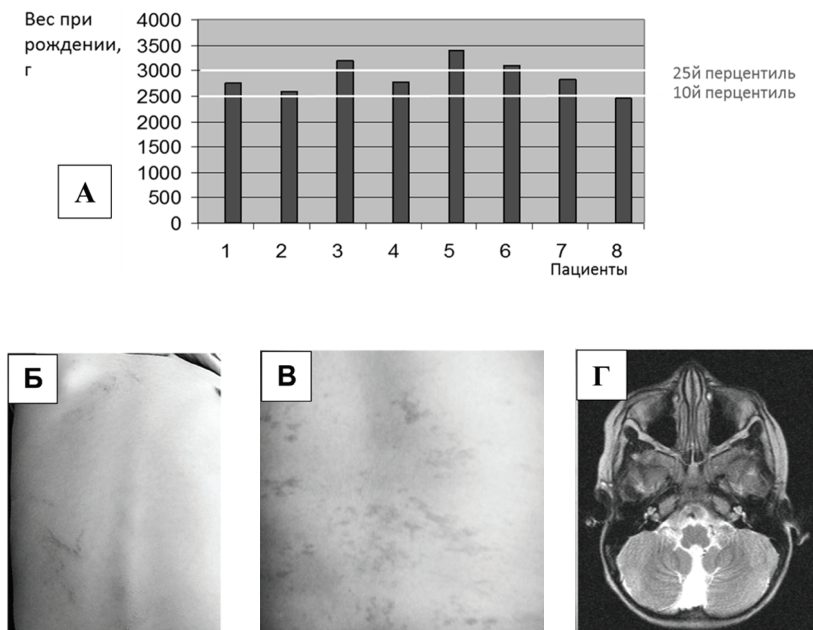 Вес при
рождении,
г
4000
3500
3000
2500
2000
1500
1000
500
0
25й перцентиль
10й перцентиль
А
1 2 3 4 5 6 7 8
Пациенты
Б
В
Г